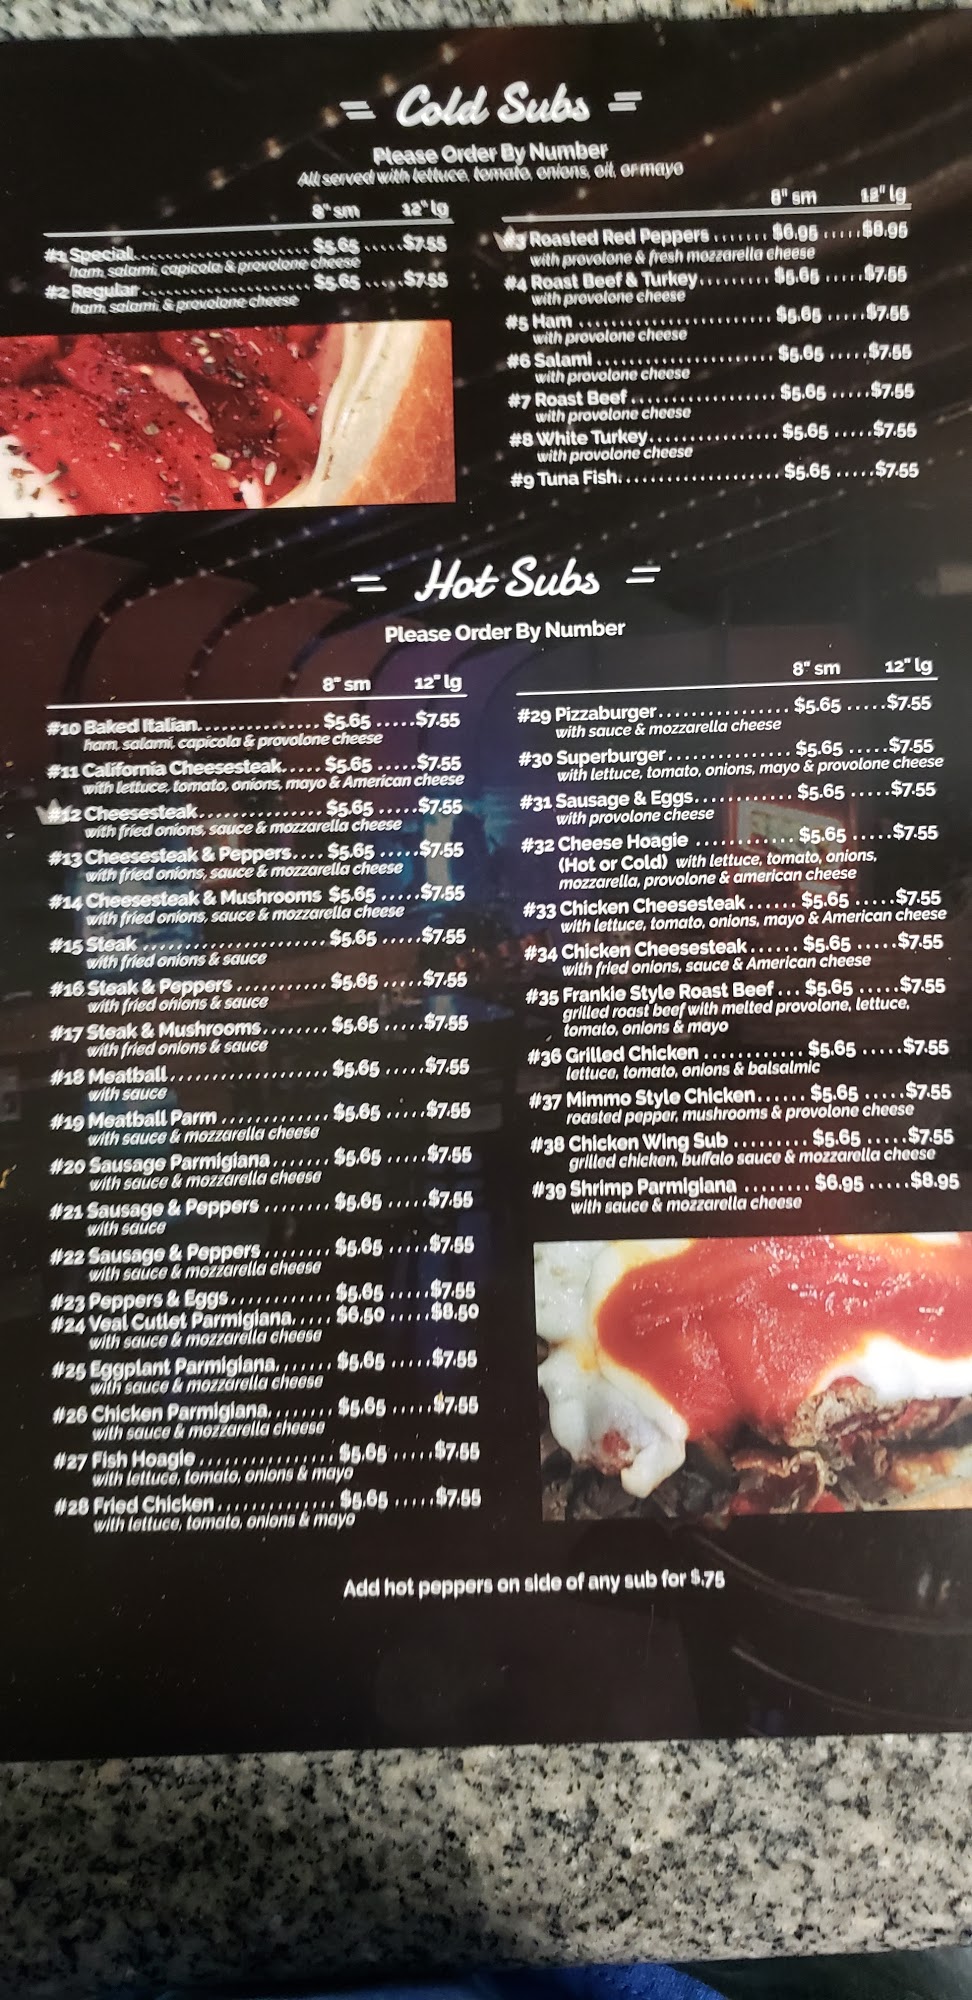 Cold Subs
Please Order By Number
All served with lettuce, tomato, onions, oil, or mayo
8" sm 12" lg
#1 Special.................... $5.65 .....$7.55
ham, salami, capicola & provolone cheese
#2 Regular.................... $5.65 .....$7.55
ham, salami, & provolone cheese
8" sm 12" lg
#3 Roasted Red Peppers ....... $6.95 .....$8.95
with provolone & fresh mozzarella cheese
#4 Roast Beef & Turkey......... $5.65 .....$7.55
with provolone cheese
#5 Ham ........................ $5.65 .....$7.55
with provolone cheese
#6 Salami ...................... $5.65 .....$7.55
with provolone cheese
#7 Roast Beef .................. $5.65 .....$7.55
with provolone cheese
#8 White Turkey................ $5.65 .....$7.55
with provolone cheese
#9 Tuna Fish.................... $5.65 .....$7.55
Hot Subs
Please Order By Number
8" sm 12" lg
#10 Baked Italian............... $5.65 .....$7.55
ham, salami, capicola & provolone cheese
#11 California Cheesesteak..... $5.65 .....$7.55
with lettuce, tomato, onions, mayo & American cheese
#12 Cheesesteak................ $5.65 .....$7.55
with fried onions, sauce & mozzarella cheese
#13 Cheesesteak & Peppers.... $5.65 .....$7.55
with fried onions, sauce & mozzarella cheese
#14 Cheesesteak & Mushrooms $5.65 .....$7.55
with fried onions, sauce & mozzarella cheese
#15 Steak ....................... $5.65 .....$7.55
with fried onions & sauce
#16 Steak & Peppers ........... $5.65 .....$7.55
with fried onions & sauce
#17 Steak & Mushrooms........ $5.65 .....$7.55
with fried onions & sauce
#18 Meatball.................... $5.65 .....$7.55
with sauce
#19 Meatball Parm ............. $5.65 .....$7.55
with sauce & mozzarella cheese
#20 Sausage Parmigiana....... $5.65 .....$7.55
with sauce & mozzarella cheese
#21 Sausage & Peppers ........ $5.65 .....$7.55
with sauce
#22 Sausage & Peppers ........ $5.65 .....$7.55
with sauce & mozzarella cheese
#23 Peppers & Eggs............ $5.65 .....$7.55
#24 Veal Cutlet Parmigiana..... $6.50 .....$8.50
with sauce & mozzarella cheese
#25 Eggplant Parmigiana....... $5.65 .....$7.55
with sauce & mozzarella cheese
#26 Chicken Parmigiana........ $5.65 .....$7.55
with sauce & mozzarella cheese
#27 Fish Hoagie ................ $5.65 .....$7.55
with lettuce, tomato, onions & mayo
#28 Fried Chicken .............. $5.65 .....$7.55
with lettuce, tomato, onions & mayo
8" sm 12" lg
#29 Pizzaburger................ $5.65 .....$7.55
with sauce & mozzarella cheese
#30 Superburger............... $5.65 .....$7.55
with lettuce, tomato, onions, mayo & provolone cheese
#31 Sausage & Eggs............ $5.65 .....$7.55
with provolone cheese
#32 Cheese Hoagie ............ $5.65 .....$7.55
(Hot or Cold) with lettuce, tomato, onions,
mozzarella, provolone & american cheese
#33 Chicken Cheesesteak...... $5.65 .....$7.55
with lettuce, tomato, onions, mayo & American cheese
#34 Chicken Cheesesteak...... $5.65 .....$7.55
with fried onions, sauce & American cheese
#35 Frankie Style Roast Beef ... $5.65 .....$7.55
grilled roast beef with melted provolone, lettuce,
tomato, onions & mayo
#36 Grilled Chicken ............ $5.65 .....$7.55
lettuce, tomato, onions & balsalmic
#37 Mimmo Style Chicken...... $5.65 .....$7.55
roasted pepper, mushrooms & provolone cheese
#38 Chicken Wing Sub ......... $5.65 .....$7.55
grilled chicken, buffalo sauce & mozzarella cheese
#39 Shrimp Parmigiana ........ $6.95 .....$8.95
with sauce & mozzarella cheese
Add hot peppers on side of any sub for $.75